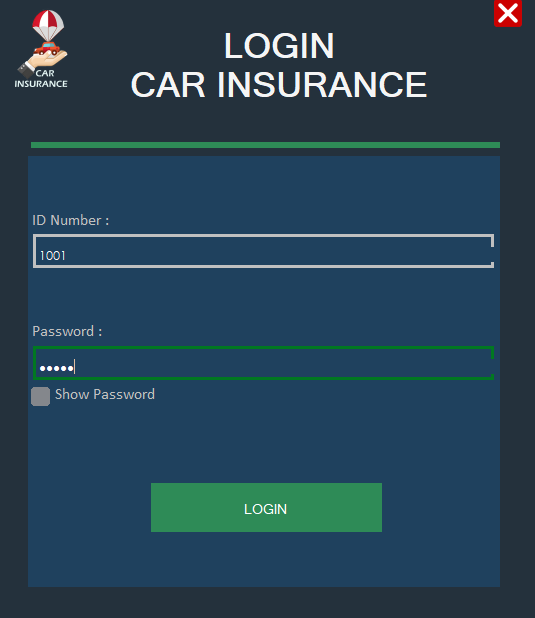 CAR
INSURANCE
LOGIN
CAR INSURANCE
ID Number :
1001
Password :
•••••
Show Password
LOGIN